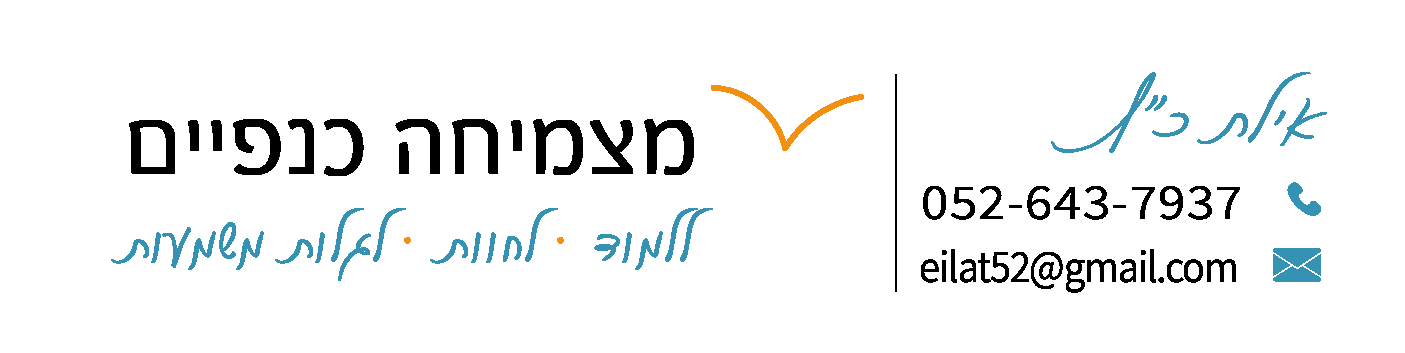 מצמיחה כנפיים
ללמוד · לחוות · לגלות משמעות
אילת כ"ץ
052-643-7937
eilat52@gmail.com